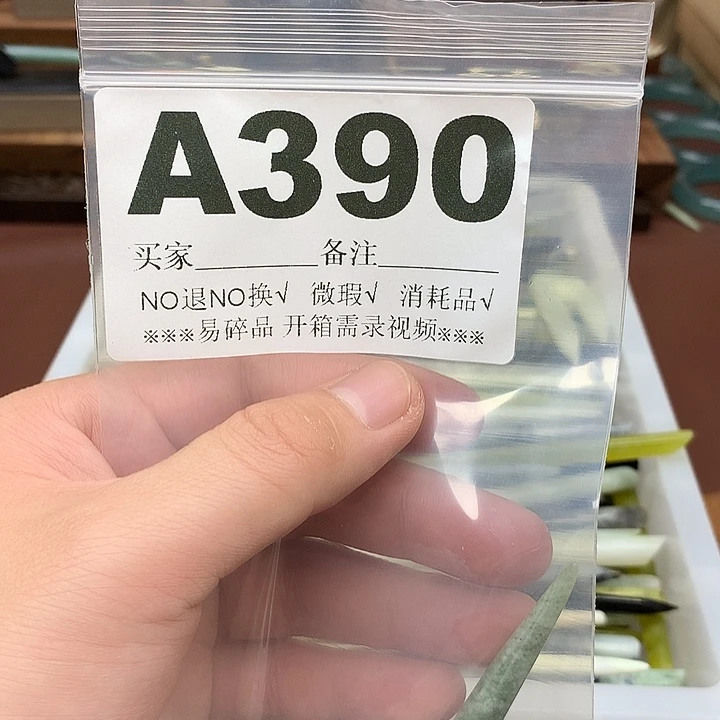 A390
买家________备注_______
NO退NO换√ 微瑕√ 消耗品√
※※※易碎品 开箱需录视频※※※